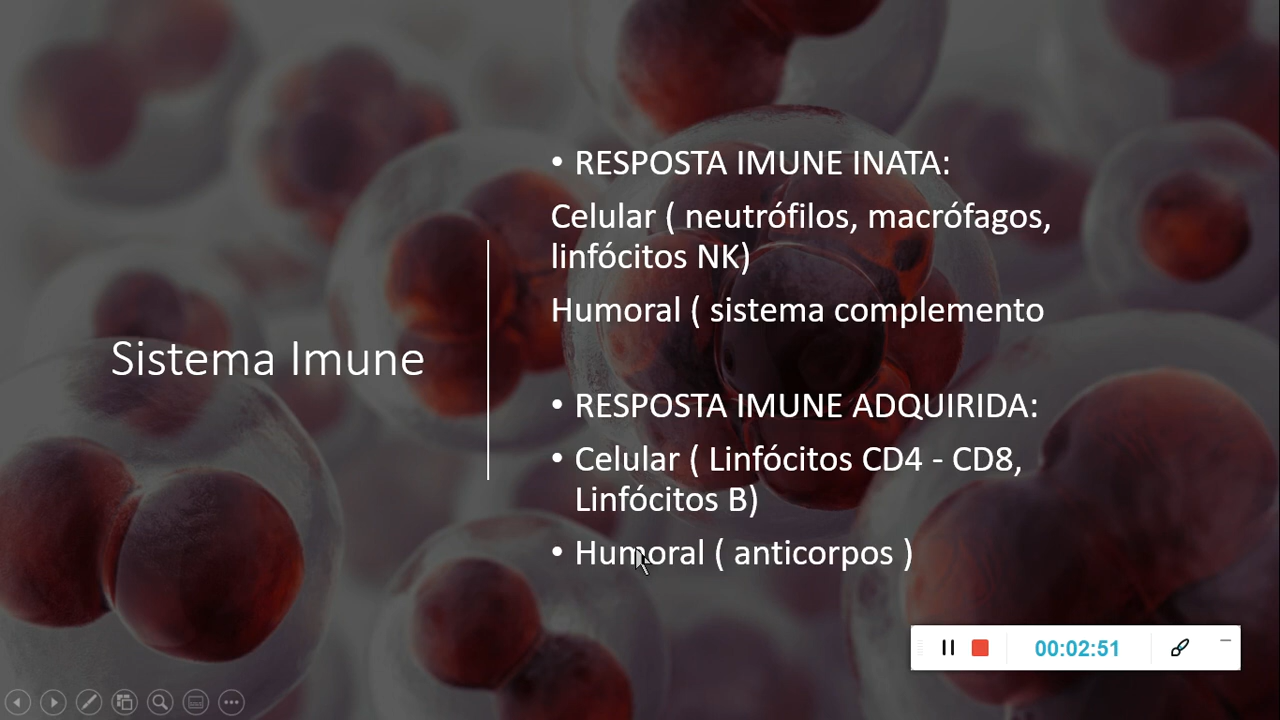 Sistema Imune
• RESPOSTA IMUNE INATA:
Celular ( neutrófilos, macrófagos,
linfócitos NK)
Humoral ( sistema complemento
• RESPOSTA IMUNE ADQUIRIDA:
• Celular ( Linfócitos CD4 - CD8,
Linfócitos B)
• Humoral ( anticorpos )
00:02:51